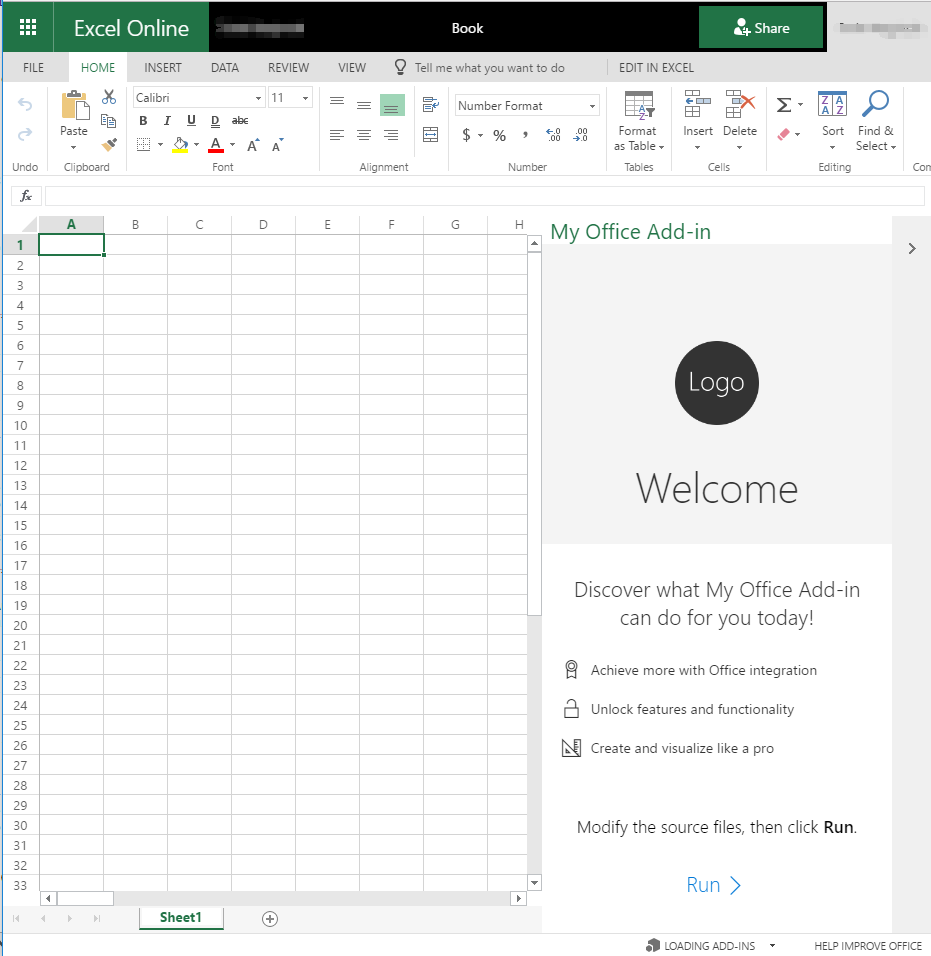 Excel Online
Book
Share
FILE HOME INSERT DATA REVIEW VIEW Tell me what you want to do EDIT IN EXCEL
Calibri 11 Number Format
B I U D abc
$ % , .00 .00
A A A
Paste
Format as Table
Insert
Delete
Σ
Z A A Z
Sort
Find & Select
Undo Clipboard Font Alignment Number Tables Cells Editing Com
fx
A B C D E F G H
1
2
3
4
5
6
7
8
9
10
11
12
13
14
15
16
17
18
19
20
21
22
23
24
25
26
27
28
29
30
31
32
33
My Office Add-in
Logo
Welcome
Discover what My Office Add-in
can do for you today!
Achieve more with Office integration
Unlock features and functionality
Create and visualize like a pro
Modify the source files, then click Run.
Run
Sheet1
LOADING ADD-INS HELP IMPROVE OFFICE